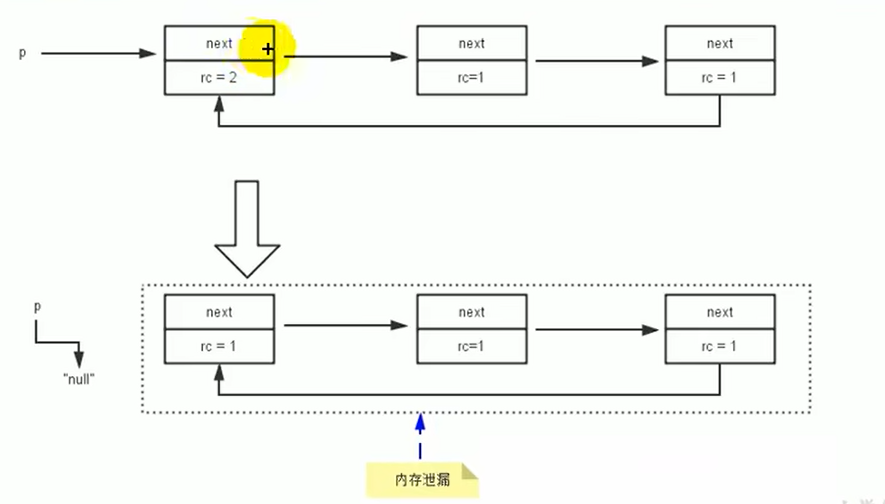 p
next
next
next
rc = 2
rc=1
rc = 1
p
next
next
next
rc = 1
rc=1
rc = 1
"null"
内存泄漏